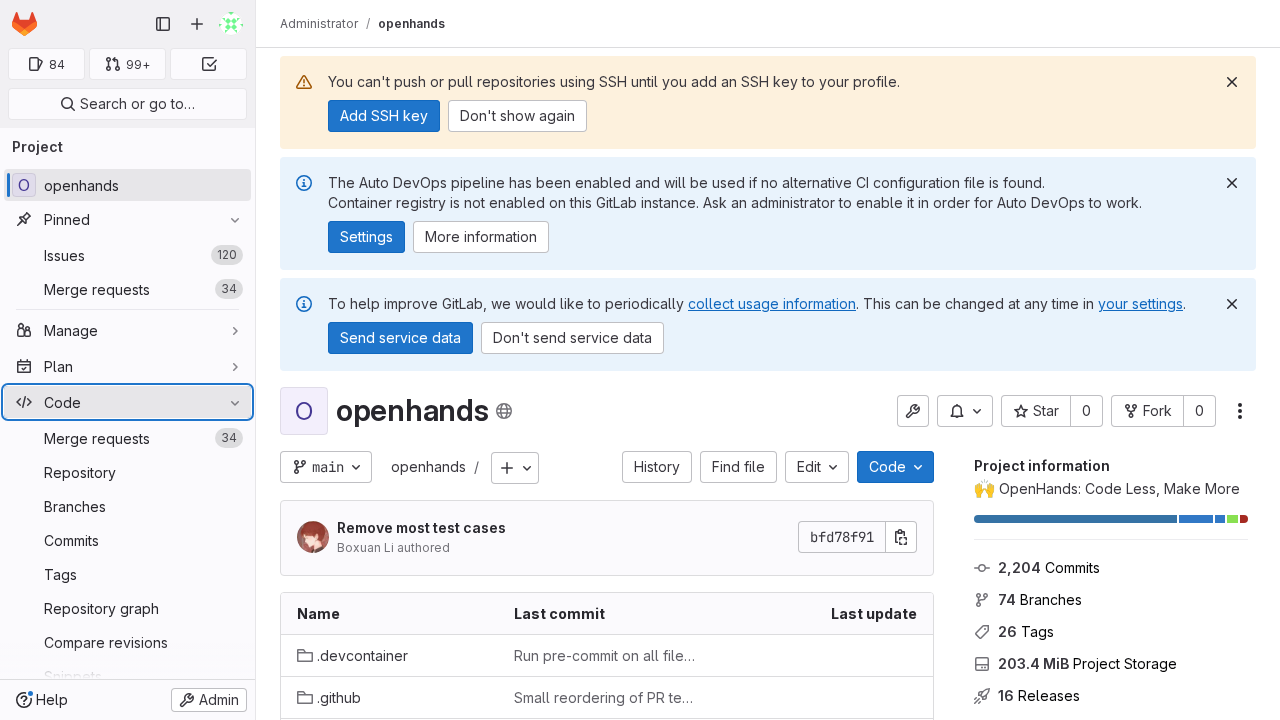 Administrator / openhands
84
99+
Search or go to…
Project
O openhands
Pinned
Issues 120
Merge requests 34
Manage
Plan
Code
Merge requests 34
Repository
Branches
Commits
Tags
Repository graph
Compare revisions
Snippets
Help
Admin
You can't push or pull repositories using SSH until you add an SSH key to your profile.
Add SSH key
Don't show again
The Auto DevOps pipeline has been enabled and will be used if no alternative CI configuration file is found.
Container registry is not enabled on this GitLab instance. Ask an administrator to enable it in order for Auto DevOps to work.
Settings
More information
To help improve GitLab, we would like to periodically collect usage information. This can be changed at any time in your settings.
Send service data
Don't send service data
O openhands
Star 0
Fork 0
main
openhands /
History
Find file
Edit
Code
Remove most test cases
Boxuan Li authored
bfd78f91
Name Last commit Last update
.devcontainer Run pre-commit on all file…
.github Small reordering of PR te…
Project information
🙌 OpenHands: Code Less, Make More
2,204 Commits
74 Branches
26 Tags
203.4 MiB Project Storage
16 Releases